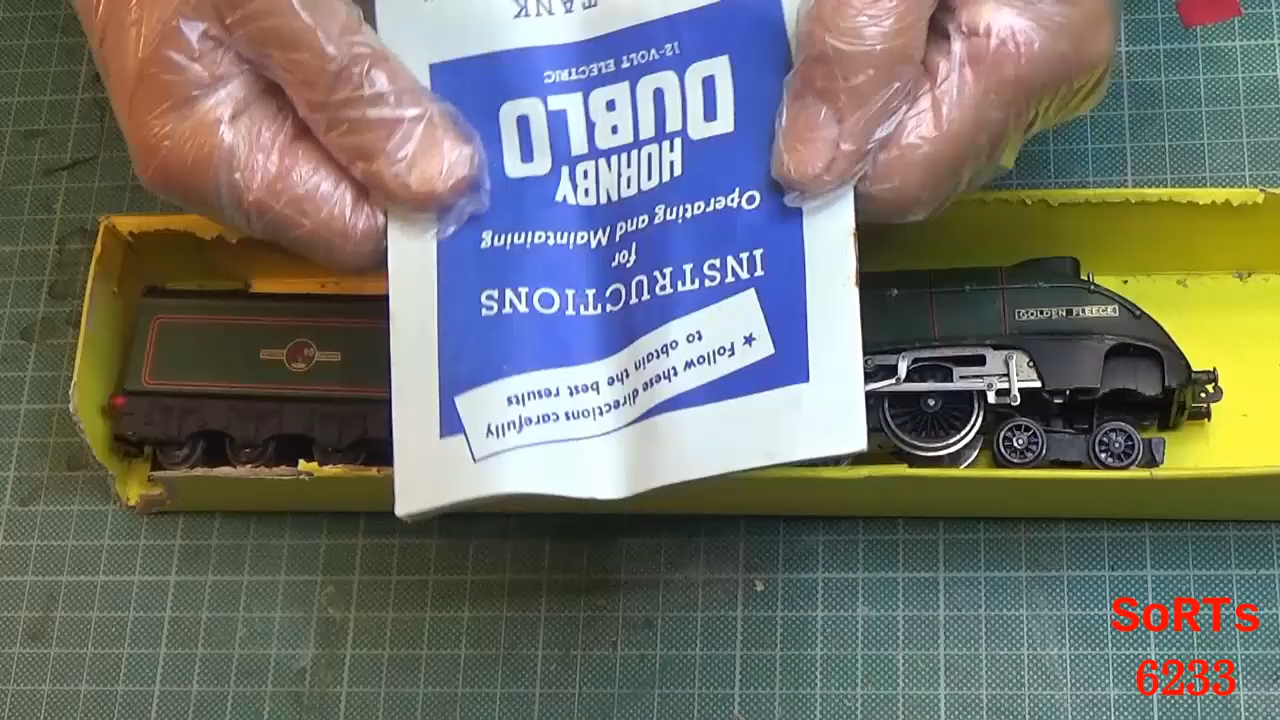 TANK
12-VOLT ELECTRIC
HORNBY
DUBLO
INSTRUCTIONS
for
Operating and Maintaining
★ Follow these directions carefully
to obtain the best results
GOLDEN FLEECE
SoRTs
6233